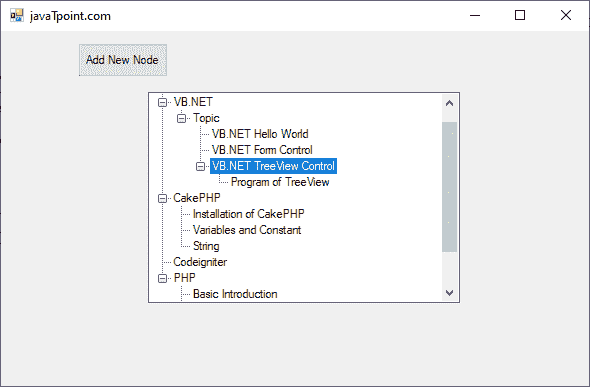 javaTpoint.com
Add New Node
VB.NET
Topic
VB.NET Hello World
VB.NET Form Control
VB.NET TreeView Control
Program of TreeView
CakePHP
Installation of CakePHP
Variables and Constant
String
Codeigniter
PHP
Basic Introduction